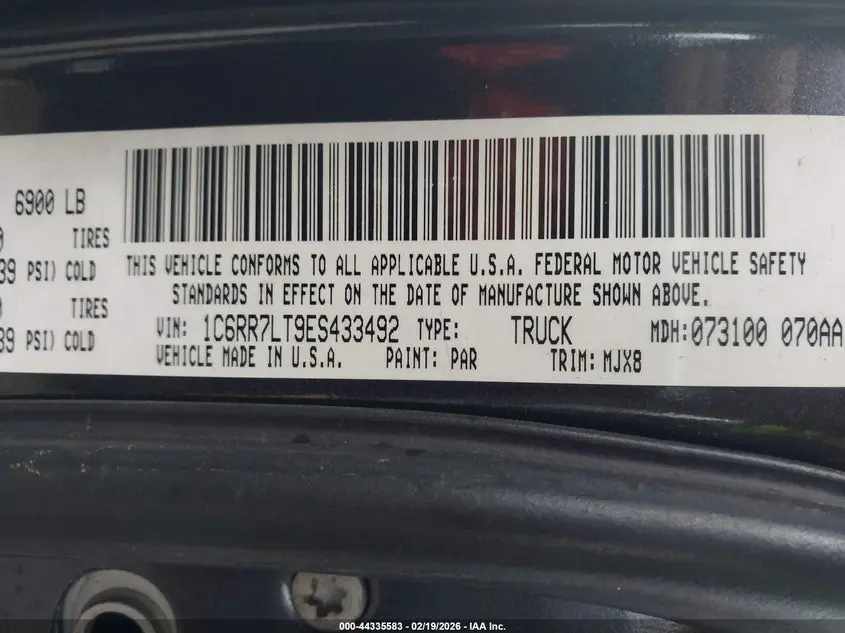 6900 LB
TIRES
39 PSI) COLD
TIRES
39 PSI) COLD
THIS VEHICLE CONFORMS TO ALL APPLICABLE U.S.A. FEDERAL MOTOR VEHICLE SAFETY
STANDARDS IN EFFECT ON THE DATE OF MANUFACTURE SHOWN ABOVE.
VIN: 1C6RR7LT9ES433492 TYPE: TRUCK MDH:073100 070AA
VEHICLE MADE IN U.S.A. PAINT: PAR TRIM: MJX8
000-44335583 - 02/19/2026 - IAA Inc.